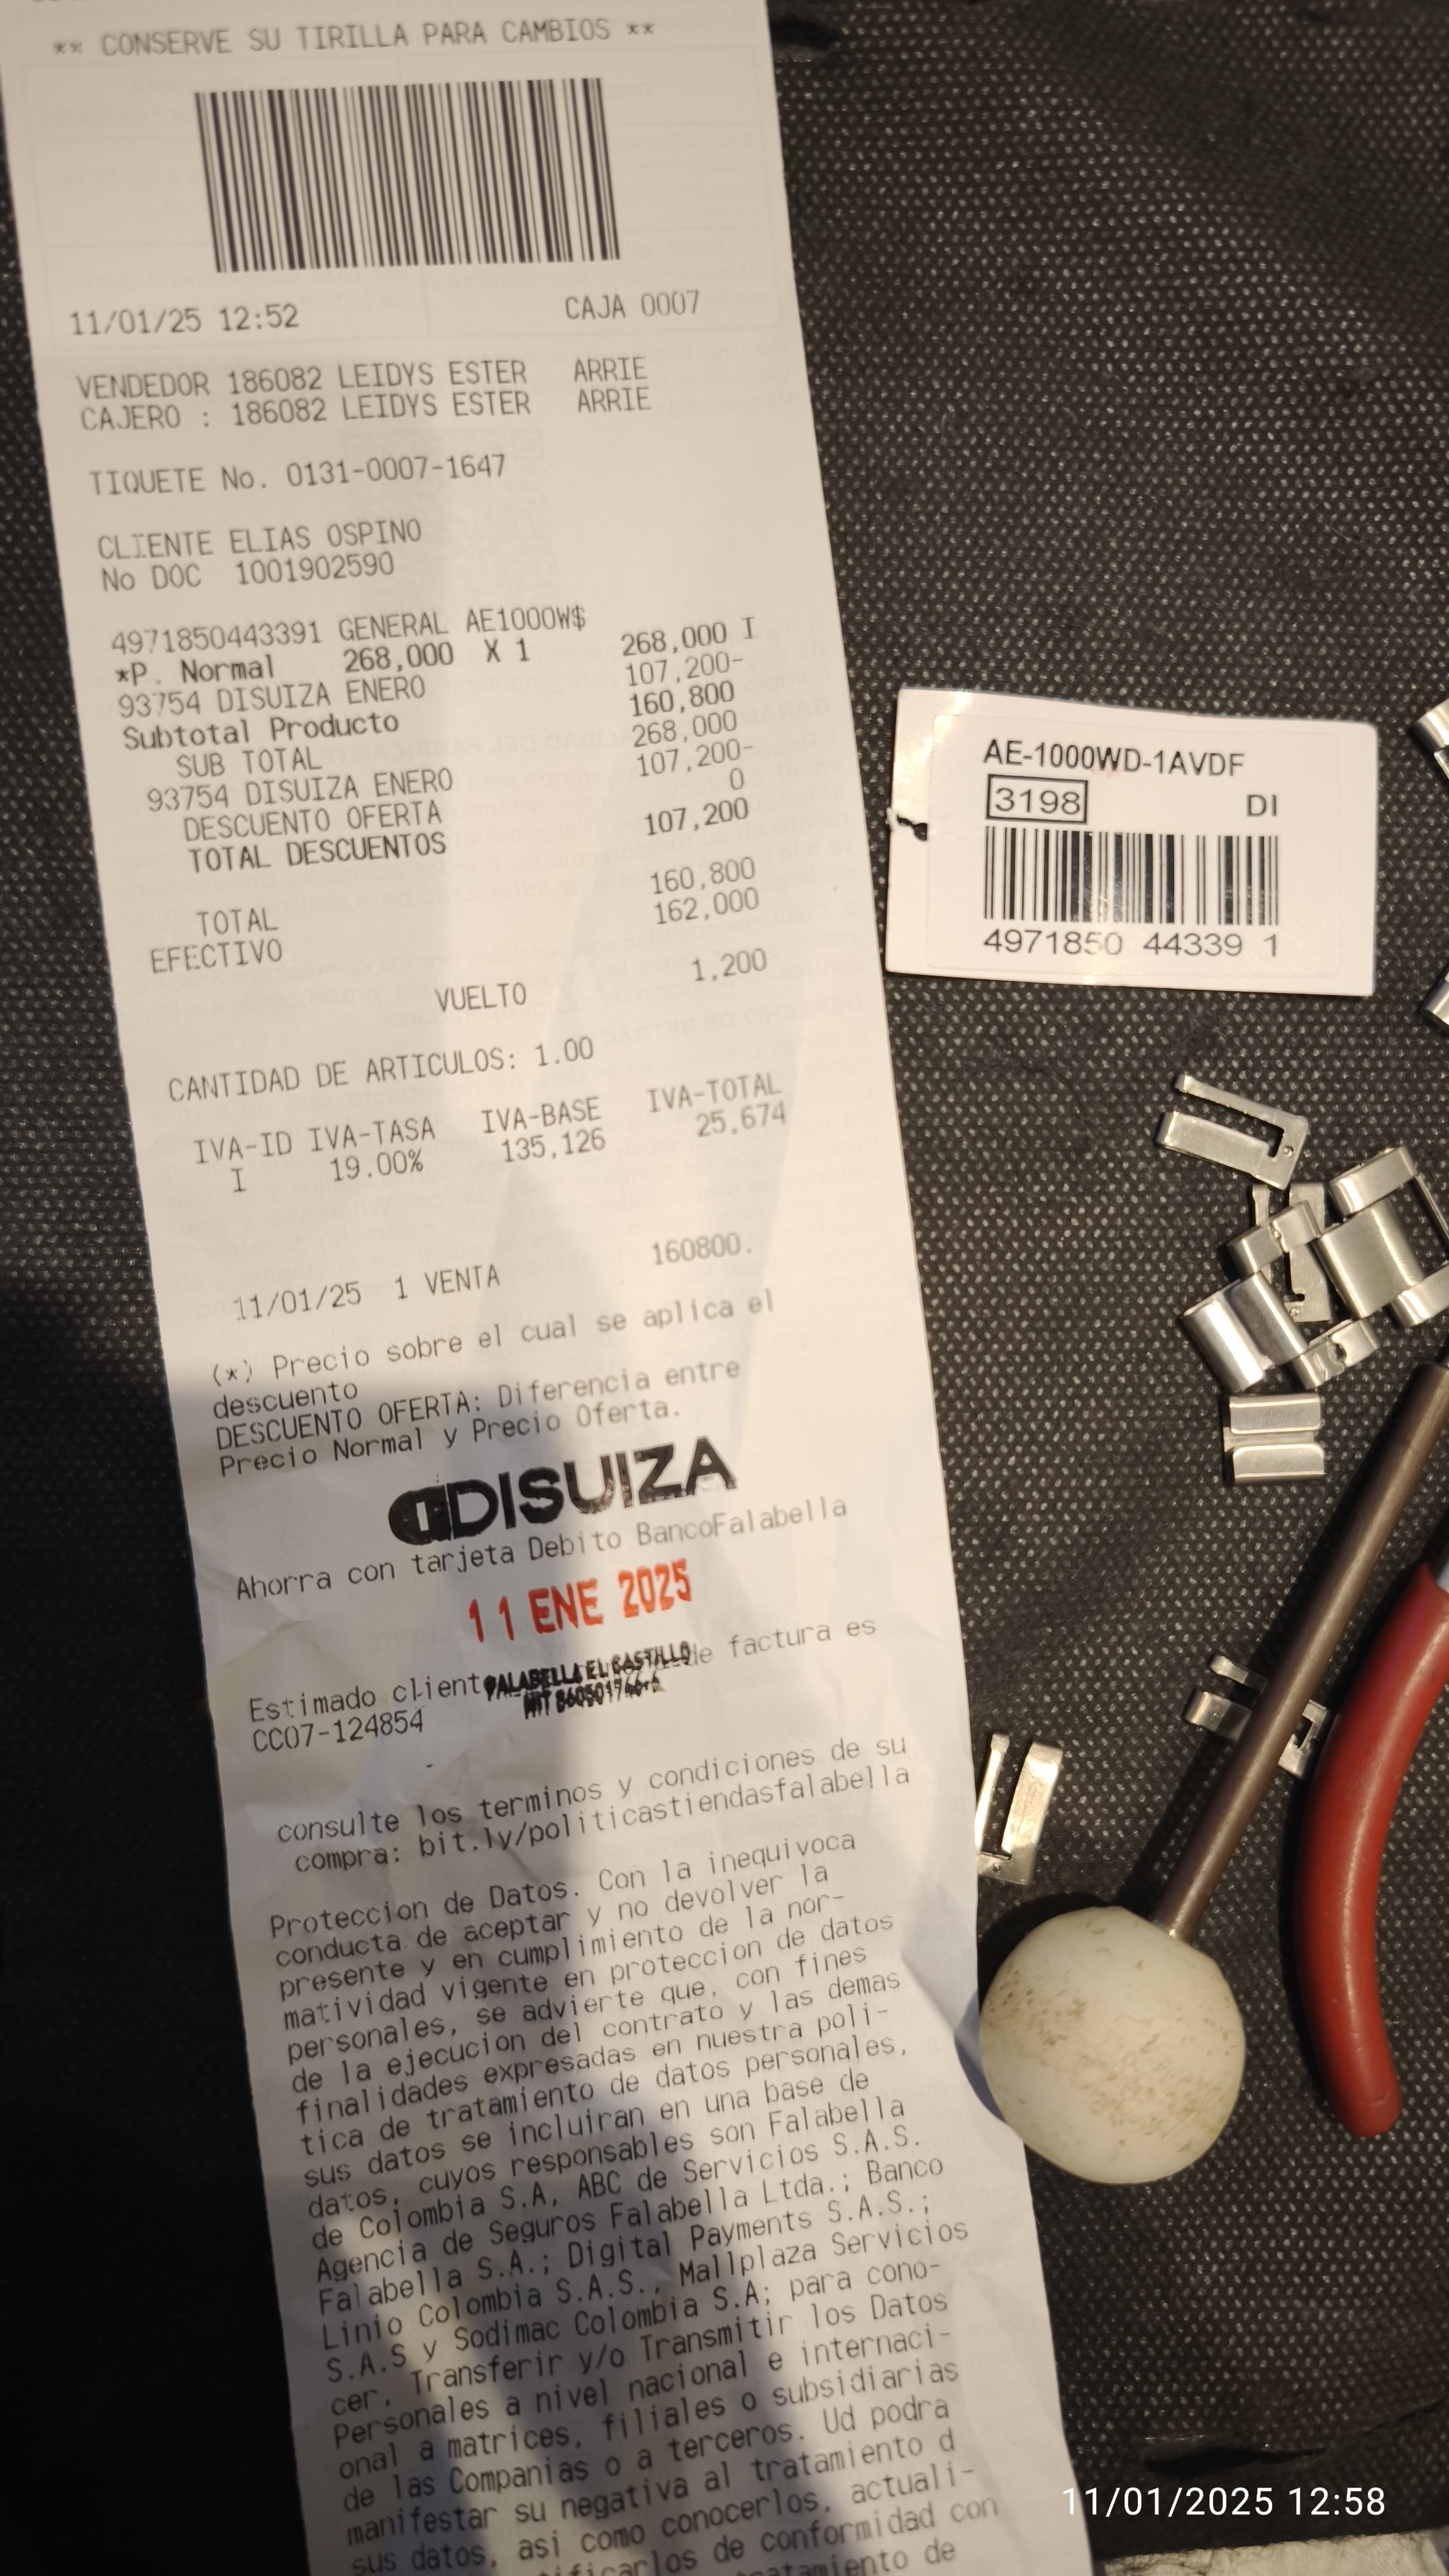 ** CONSERVE SU TIRILLA PARA CAMBIOS **
11/01/25 12:52 CAJA 0007
VENDEDOR 186082 LEIDYS ESTER ARRIE
CAJERO : 186082 LEIDYS ESTER ARRIE
TIQUETE No. 0131-0007-1647
CLIENTE ELIAS OSPINO
No DOC 1001902590
4971850443391 GENERAL AE1000W$
*P. Normal 268,000 X 1 268,000 I
93754 DISUIZA ENERO 107,200-
Subtotal Producto 160,800
SUB TOTAL 268,000
93754 DISUIZA ENERO 107,200-
DESCUENTO OFERTA 0
TOTAL DESCUENTOS 107,200
TOTAL 160,800
EFECTIVO 162,000
VUELTO 1,200
CANTIDAD DE ARTICULOS: 1.00
IVA-ID IVA-TASA IVA-BASE IVA-TOTAL
I 19.00% 135,126 25,674
11/01/25 1 VENTA 160800.
(*) Precio sobre el cual se aplica el
descuento
DESCUENTO OFERTA: Diferencia entre
Precio Normal y Precio Oferta.
DISUIZA
Ahorra con tarjeta Debito BancoFalabella
11 ENE 2025
Estimado client de factura es
FALABELLA EL CASTILLO
NIT
CC07-124854
consulte los terminos y condiciones de su
compra: bit.ly/politicastiendasfalabella
Proteccion de Datos. Con la inequivoca
conducta de aceptar y no devolver la
presente y en cumplimiento de la nor-
matividad vigente en proteccion de datos
personales, se advierte que, con fines
de la ejecucion del contrato y las demas
finalidades expresadas en nuestra poli-
tica de tratamiento de datos personales,
sus datos se incluiran en una base de
datos, cuyos responsables son Falabella
de Colombia S.A, ABC de Servicios S.A.S.
Agencia de Seguros Falabella Ltda.; Banco
Falabella S.A.; Digital Payments S.A.S.;
Linio Colombia S.A.S., Mallplaza Servicios
S.A.S y Sodimac Colombia S.A; para cono-
cer, Transferir y/o Transmitir los Datos
Personales a nivel nacional e internaci-
onal a matrices, filiales o subsidiarias
de las Companias o a terceros. Ud podra
manifestar su negativa al tratamiento d
sus datos, asi como conocerlos, actuali-
de conformidad con
de
AE-1000WD-1AVDF
3198 DI
4971850 44339 1
11/01/2025 12:58